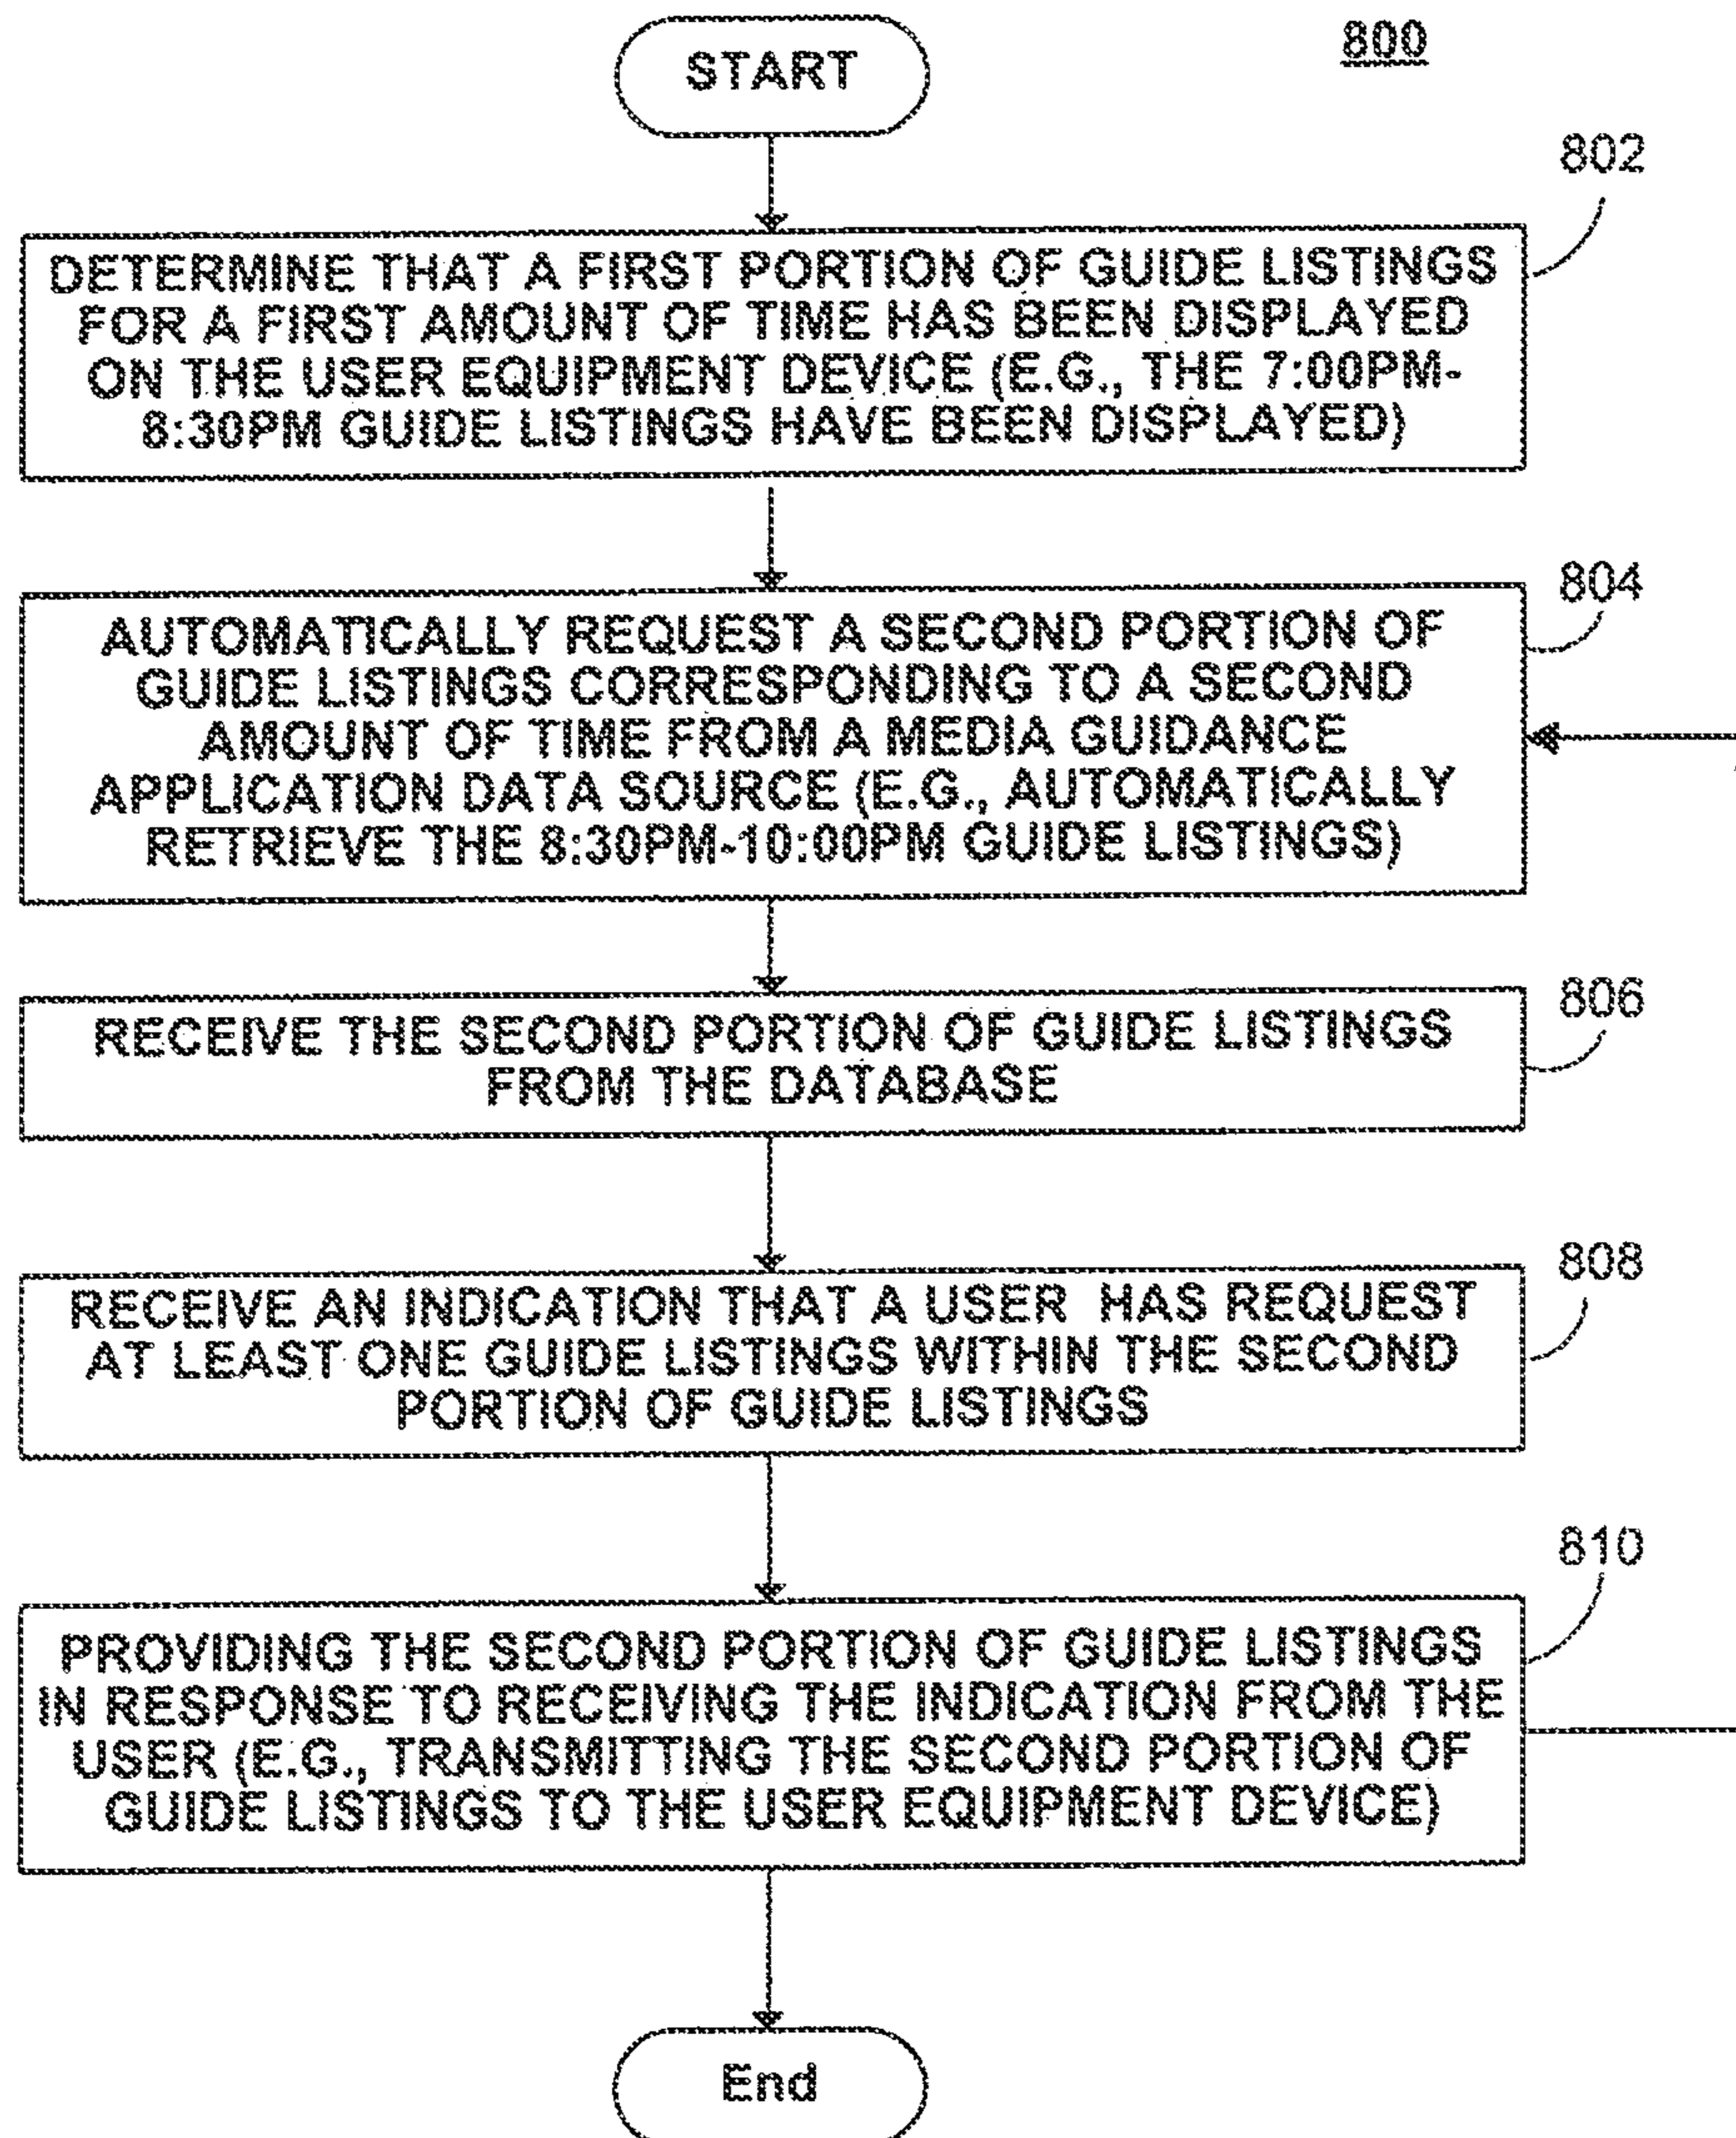 800
START
802
DETERMINE THAT A FIRST PORTION OF GUIDE LISTINGS
FOR A FIRST AMOUNT OF TIME HAS BEEN DISPLAYED
ON THE USER EQUIPMENT DEVICE (E.G., THE 7:00PM-
8:30PM GUIDE LISTINGS HAVE BEEN DISPLAYED)
804
AUTOMATICALLY REQUEST A SECOND PORTION OF
GUIDE LISTINGS CORRESPONDING TO A SECOND
AMOUNT OF TIME FROM A MEDIA GUIDANCE
APPLICATION DATA SOURCE (E.G., AUTOMATICALLY
RETRIEVE THE 8:30PM-10:00PM GUIDE LISTINGS)
806
RECEIVE THE SECOND PORTION OF GUIDE LISTINGS
FROM THE DATABASE
808
RECEIVE AN INDICATION THAT A USER HAS REQUEST
AT LEAST ONE GUIDE LISTINGS WITHIN THE SECOND
PORTION OF GUIDE LISTINGS
810
PROVIDING THE SECOND PORTION OF GUIDE LISTINGS
IN RESPONSE TO RECEIVING THE INDICATION FROM THE
USER (E.G., TRANSMITTING THE SECOND PORTION OF
GUIDE LISTINGS TO THE USER EQUIPMENT DEVICE)
End